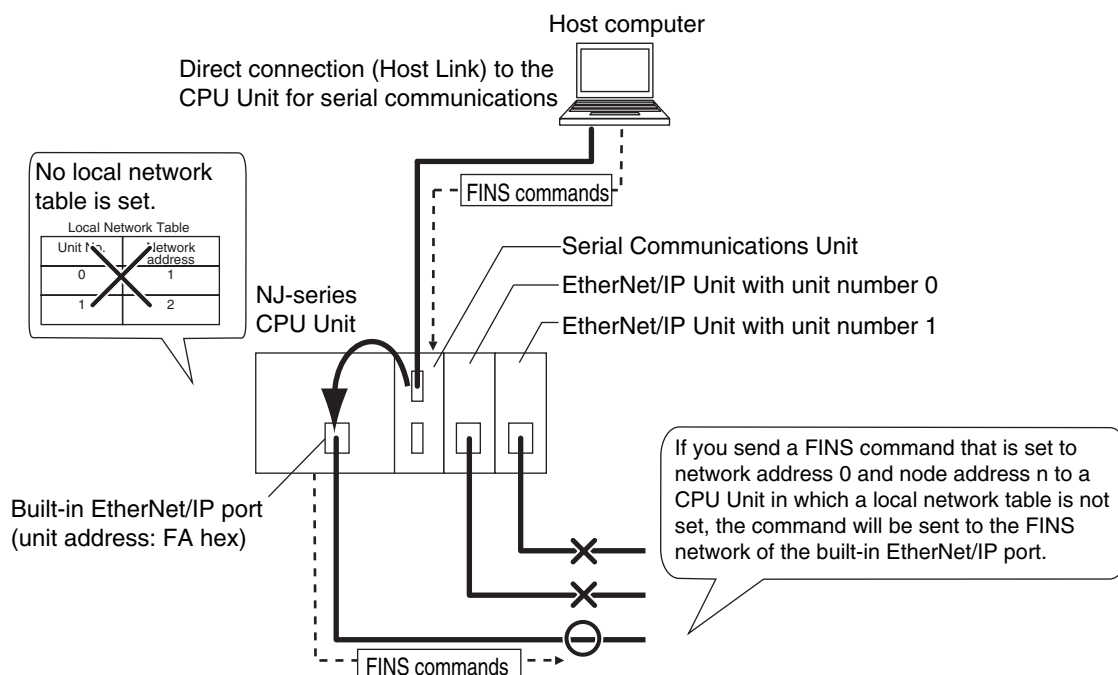 Host computer
Direct connection (Host Link) to the
CPU Unit for serial communications
No local network
table is set.
Local Network Table
Unit No.
Network
address
0
1
1
2
FINS commands
Serial Communications Unit
EtherNet/IP Unit with unit number 0
EtherNet/IP Unit with unit number 1
NJ-series
CPU Unit
Built-in EtherNet/IP port
(unit address: FA hex)
If you send a FINS command that is set to
network address 0 and node address n to a
CPU Unit in which a local network table is not
set, the command will be sent to the FINS
network of the built-in EtherNet/IP port.
FINS commands